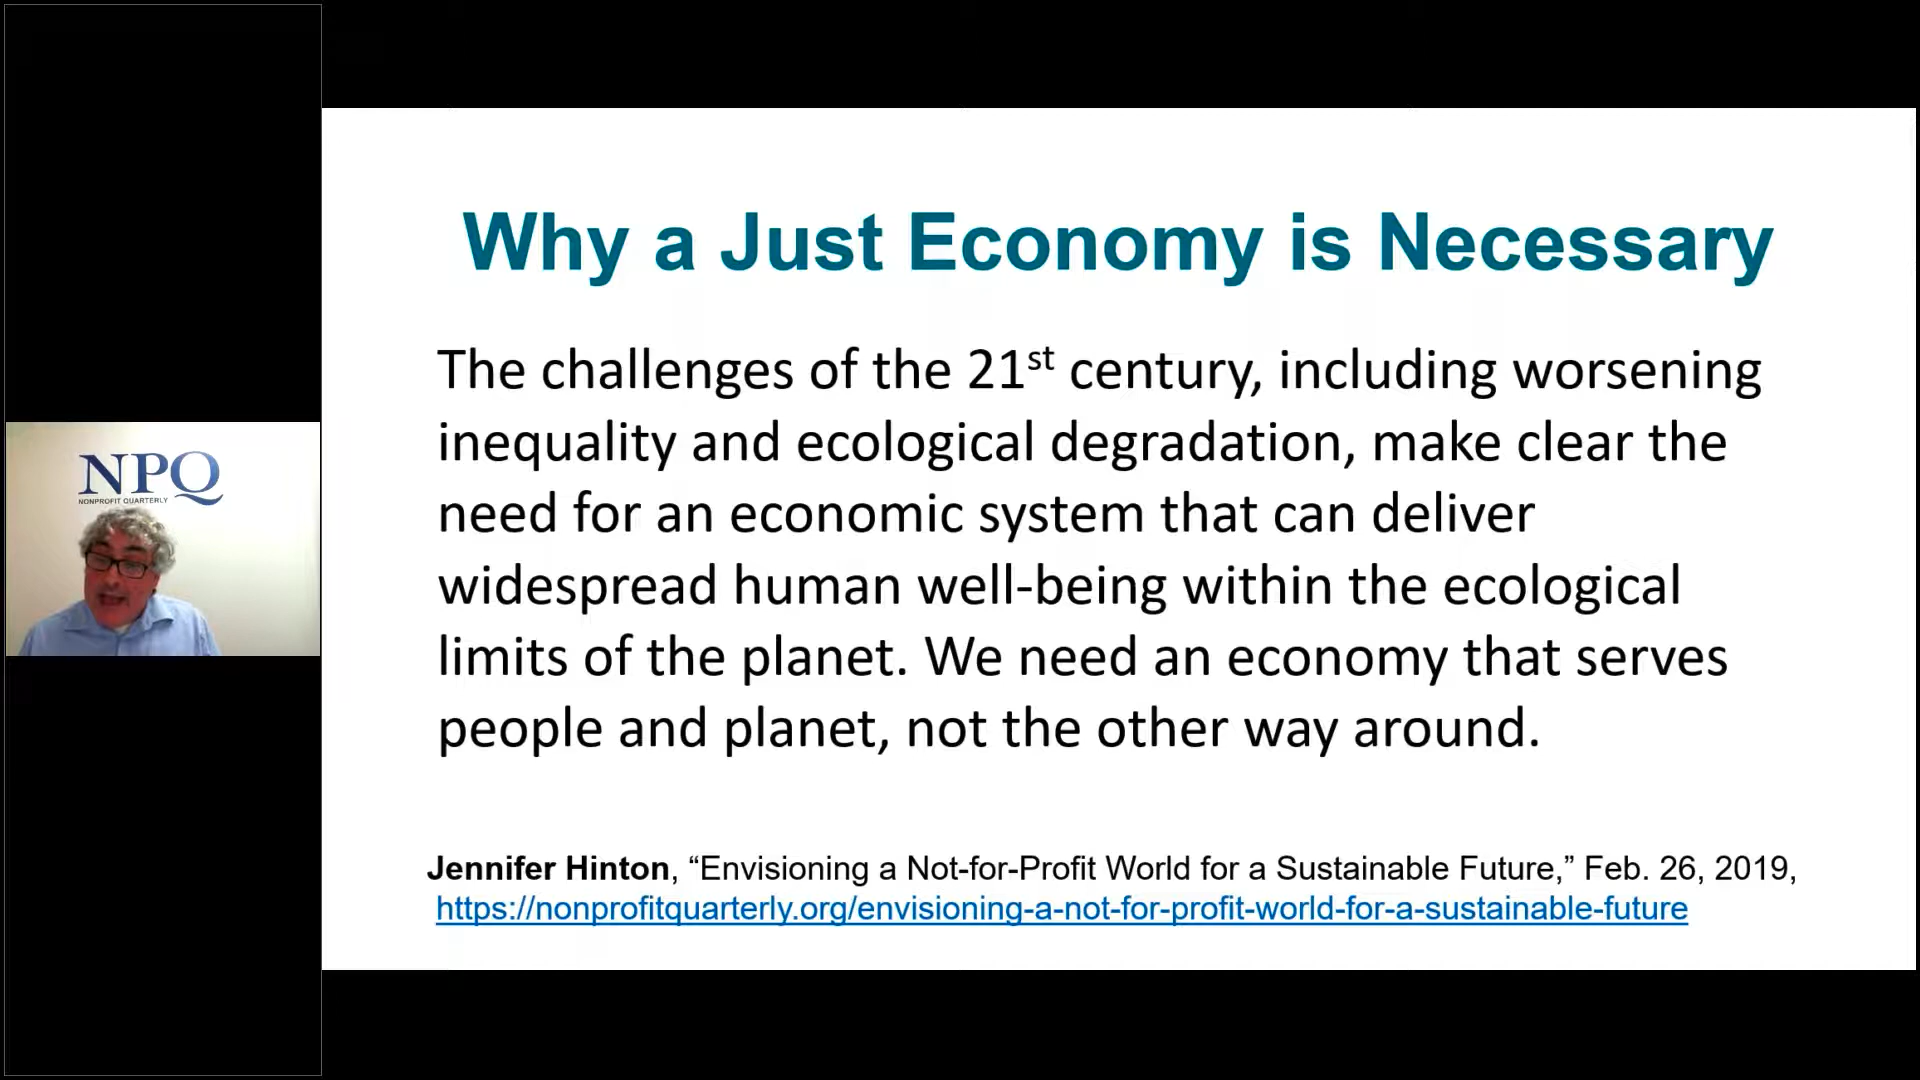 NPQ
NONPROFIT QUARTERLY
Why a Just Economy is Necessary
The challenges of the 21st century, including worsening
inequality and ecological degradation, make clear the
need for an economic system that can deliver
widespread human well-being within the ecological
limits of the planet. We need an economy that serves
people and planet, not the other way around.
Jennifer Hinton, “Envisioning a Not-for-Profit World for a Sustainable Future,” Feb. 26, 2019,
https://nonprofitquarterly.org/envisioning-a-not-for-profit-world-for-a-sustainable-future